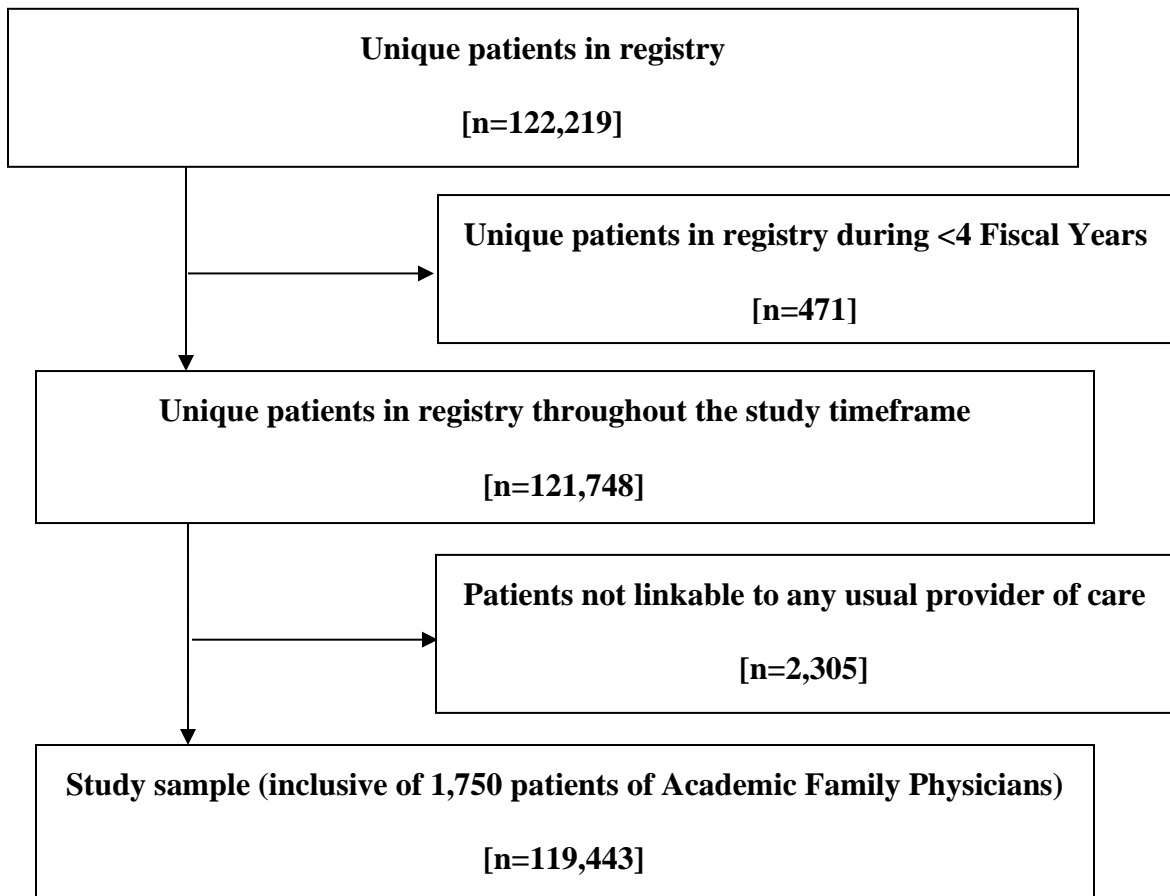 Unique patients in registry
[n=122,219]
Unique patients in registry during <4 Fiscal Years
[n=471]
Unique patients in registry throughout the study timeframe
[n=121,748]
Patients not linkable to any usual provider of care
[n=2,305]
Study sample (inclusive of 1,750 patients of Academic Family Physicians)
[n=119,443]